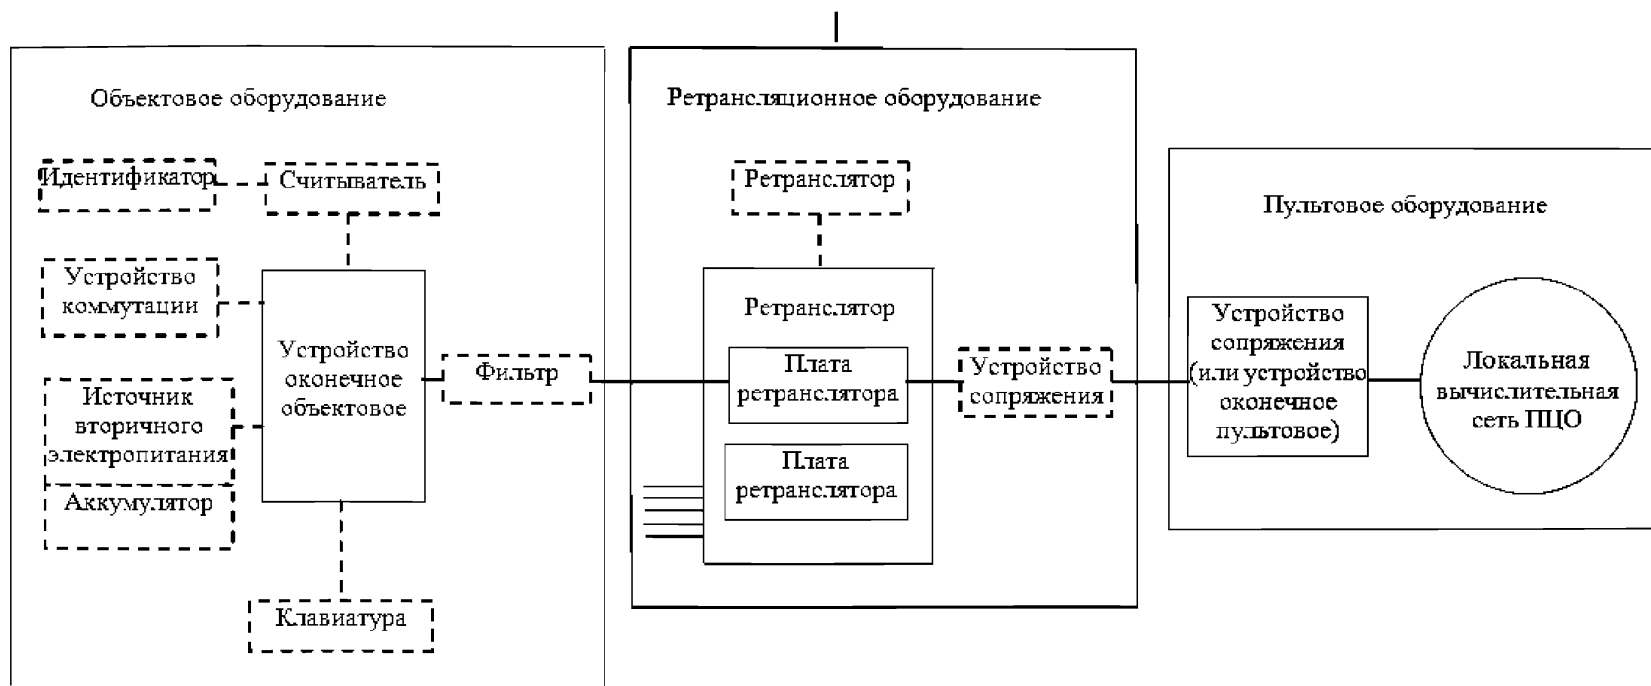 Объектовое оборудование
Идентификатор
Считыватель
Устройство
коммутации
Устройство
оконечное
объектовое
Фильтр
Источник
вторичного
электропитания
Аккумулятор
Клавиатура
Ретрансляционное оборудование
Ретранслятор
Ретранслятор
Плата
ретранслятора
Плата
ретранслятора
Устройство
сопряжения
Пультовое оборудование
Устройство
сопряжения
(или устройство
оконечное
пультовое)
Локальная
вычислительная
сеть ПЦО